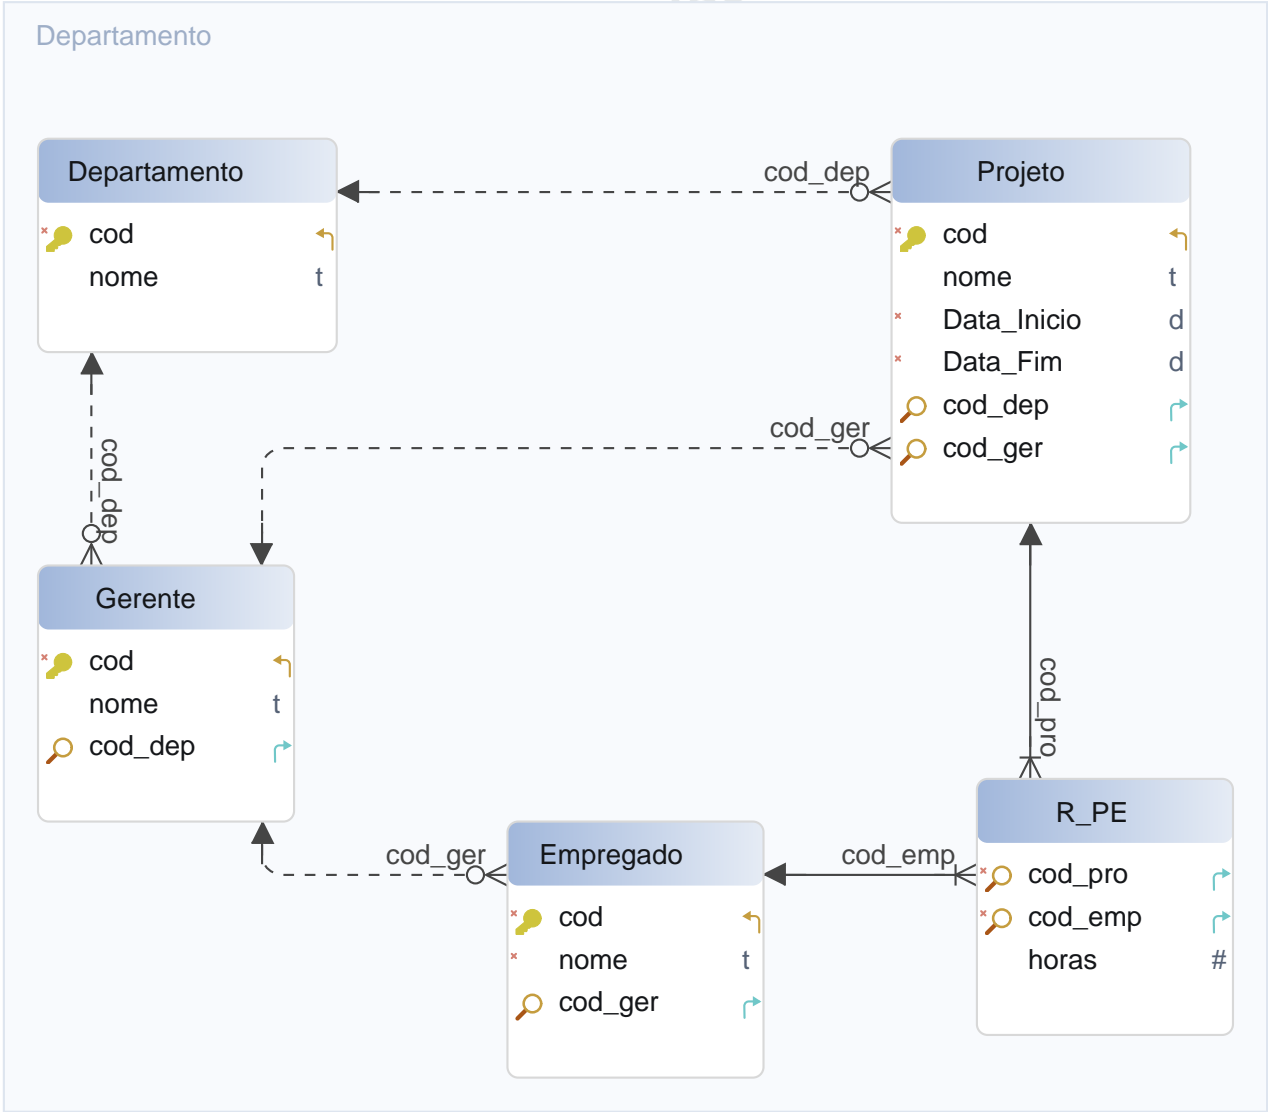 Departamento
Departamento
cod
nome t
cod_dep
Projeto
cod
nome t
Data_Inicio d
Data_Fim d
cod_dep
cod_ger
cod_ger
cod_dep
Gerente
cod
nome t
cod_dep
cod_pro
cod_ger
Empregado
cod
nome t
cod_ger
cod_emp
R_PE
cod_pro
cod_emp
horas #